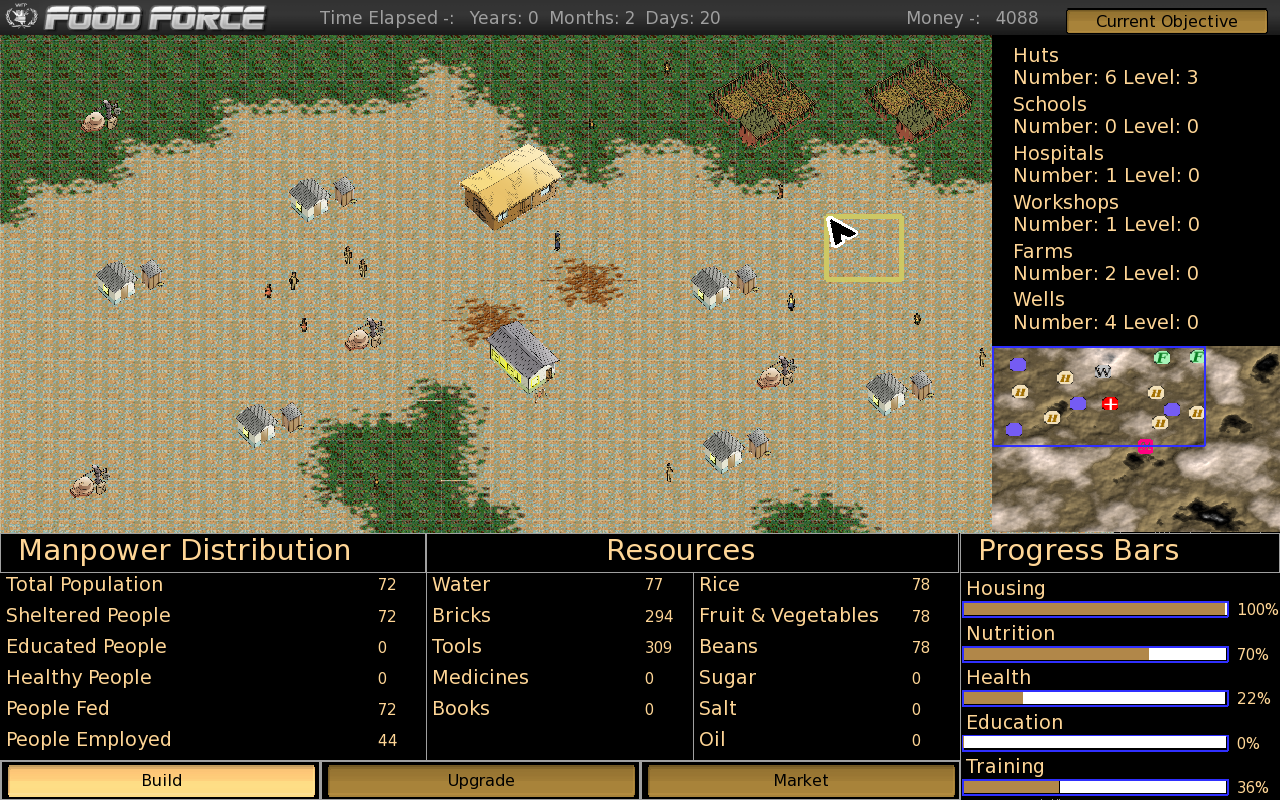 FOOD FORCE Time Elapsed -: Years: 0 Months: 2 Days: 20 Money -: 4088 Current Objective
Huts
Number: 6 Level: 3
Schools
Number: 0 Level: 0
Hospitals
Number: 1 Level: 0
Workshops
Number: 1 Level: 0
Farms
Number: 2 Level: 0
Wells
Number: 4 Level: 0
F F
W
H H H
H H H
Manpower Distribution
Total Population 72
Sheltered People 72
Educated People 0
Healthy People 0
People Fed 72
People Employed 44
Resources
Water 77
Bricks 294
Tools 309
Medicines 0
Books 0
Rice 78
Fruit & Vegetables 78
Beans 78
Sugar 0
Salt 0
Oil 0
Progress Bars
Housing
100%
Nutrition
70%
Health
22%
Education
0%
Training
36%
Build Upgrade Market